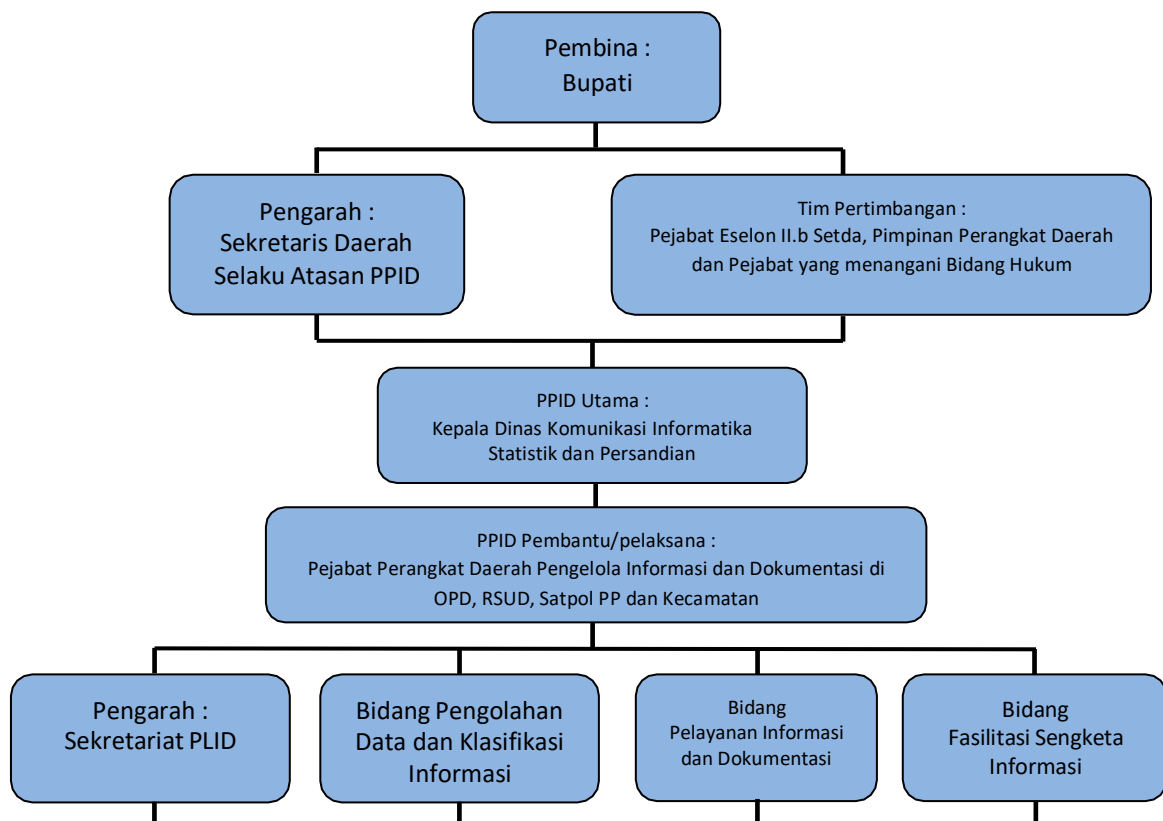 Pembina :
Bupati
Pengarah :
Sekretaris Daerah
Selaku Atasan PPID
Tim Pertimbangan :
Pejabat Eselon II.b Setda, Pimpinan Perangkat Daerah
dan Pejabat yang menangani Bidang Hukum
PPID Utama :
Kepala Dinas Komunikasi Informatika
Statistik dan Persandian
PPID Pembantu/pelaksana :
Pejabat Perangkat Daerah Pengelola Informasi dan Dokumentasi di
OPD, RSUD, Satpol PP dan Kecamatan
Pengarah :
Sekretariat PLID
Bidang Pengolahan
Data dan Klasifikasi
Informasi
Bidang
Pelayanan Informasi
dan Dokumentasi
Bidang
Fasilitasi Sengketa
Informasi